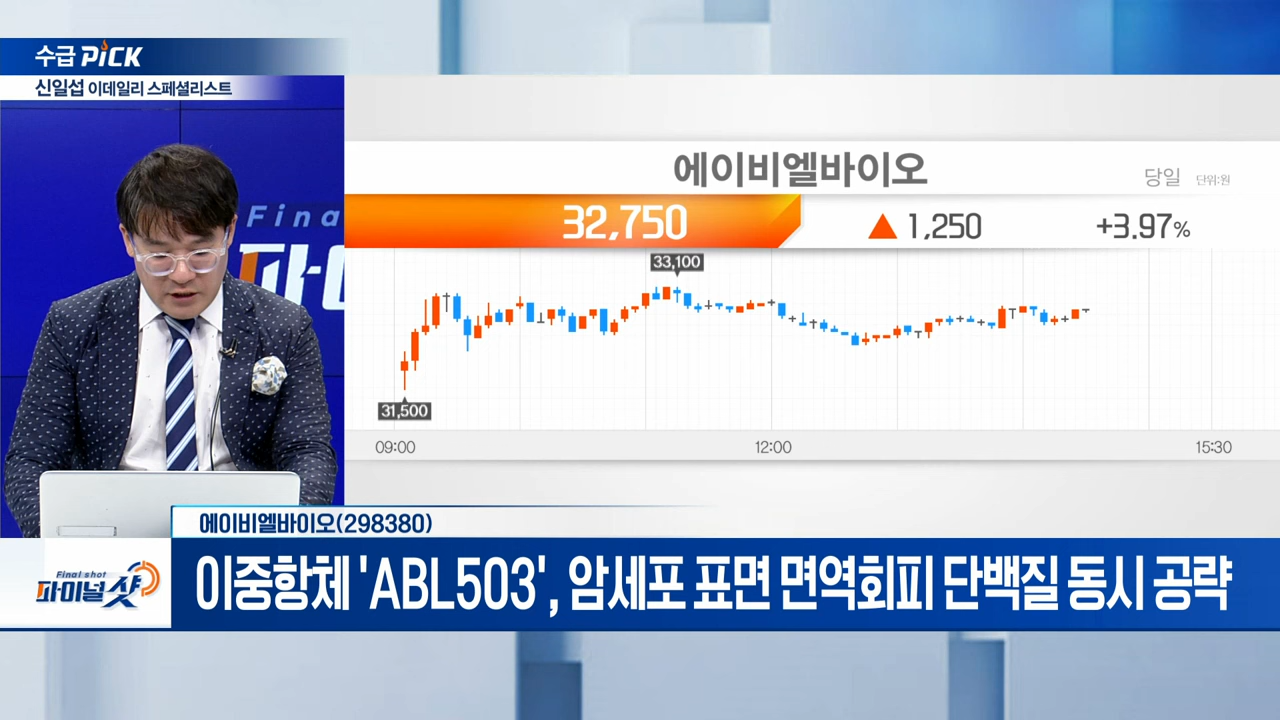 수급 PiCK
신일섭 이데일리 스페셜리스트
Fina
파이
에이비엘바이오
당일 단위:원
32,750 ▲ 1,250 +3.97%
33,100
31,500
09:00 12:00 15:30
에이비엘바이오(298380)
Final shot
파이널샷
이중항체 'ABL503', 암세포 표면 면역회피 단백질 동시 공략